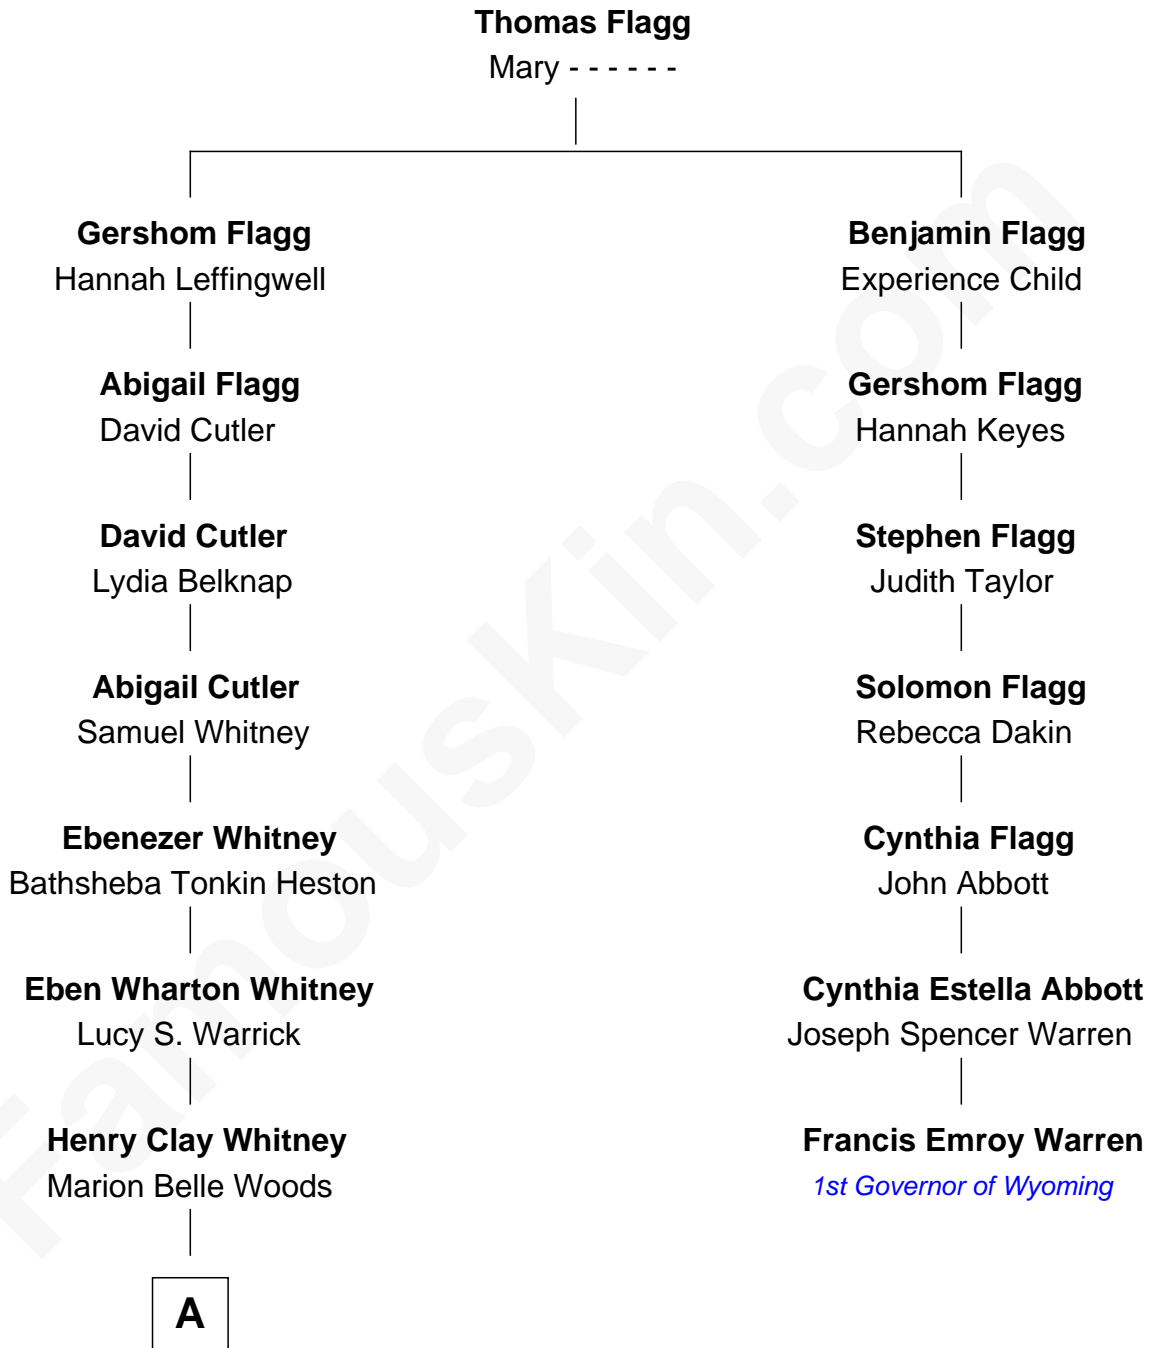 Thomas Flagg
Mary - - - - - -
Gershom Flagg
Hannah Leffingwell
Abigail Flagg
David Cutler
David Cutler
Lydia Belknap
Abigail Cutler
Samuel Whitney
Ebenezer Whitney
Bathsheba Tonkin Heston
Eben Wharton Whitney
Lucy S. Warrick
Henry Clay Whitney
Marion Belle Woods
A
Benjamin Flagg
Experience Child
Gershom Flagg
Hannah Keyes
Stephen Flagg
Judith Taylor
Solomon Flagg
Rebecca Dakin
Cynthia Flagg
John Abbott
Cynthia Estella Abbott
Joseph Spencer Warren
Francis Emroy Warren
1st Governor of Wyoming
FamousKin.com